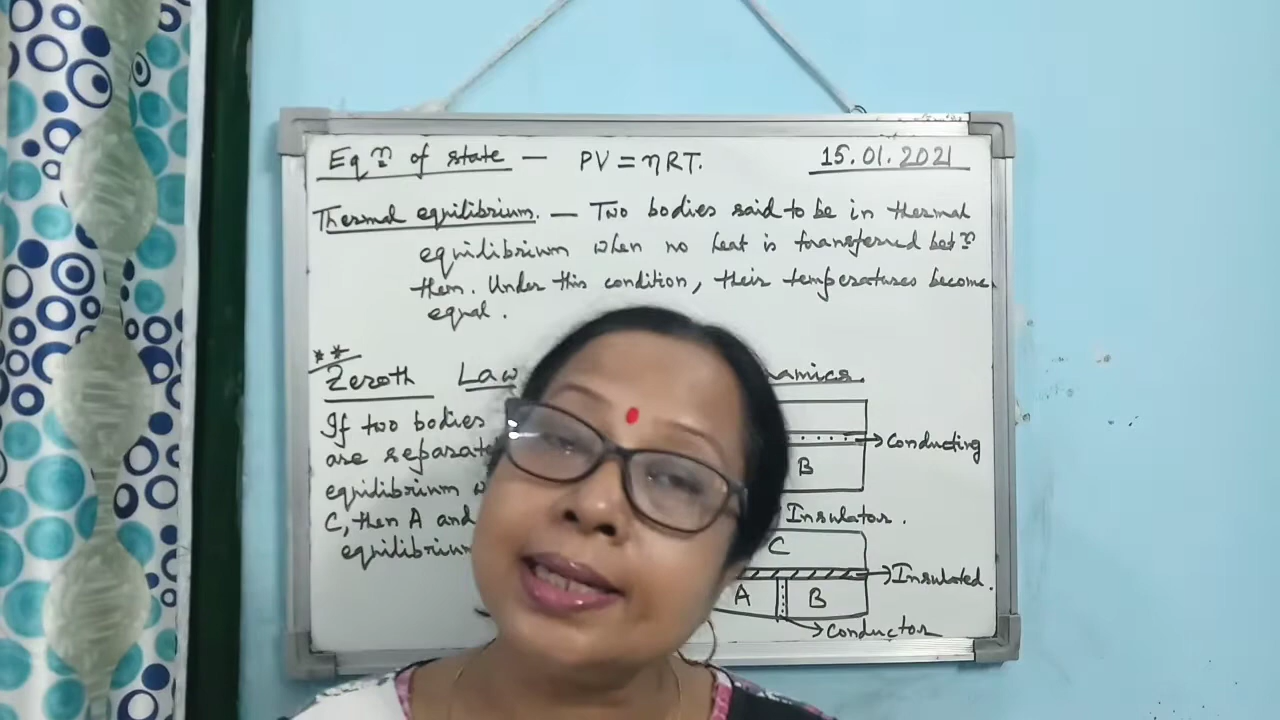 Eqⁿ of state — PV = ηRT.
15.01.2021
Thermal equilibrium. — Two bodies said to be in thermal
equilibrium when no heat is transferred betⁿ
them. Under this condition, their temperatures become
equal.
**
Zeroth Law
If two bodies
are
equilibrium
C, then A and
equilibrium
Conducting
B
Insulator.
C
Insulated.
A B
Conductor